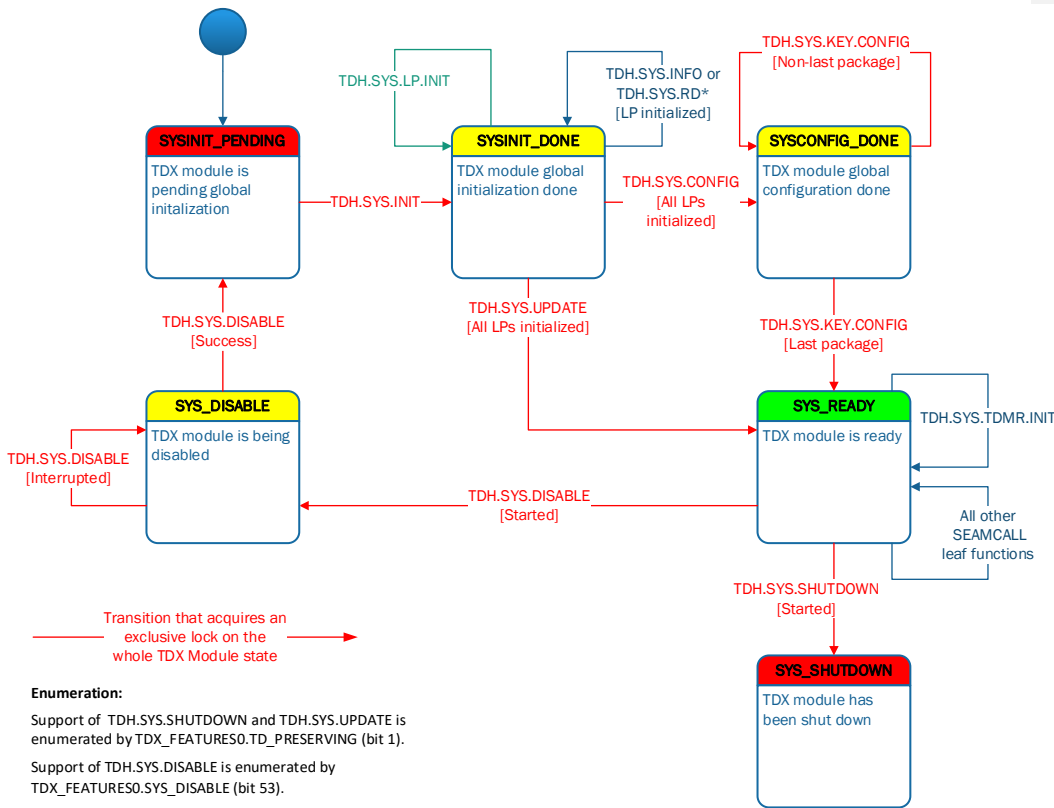 TDH.SYS.LP.INIT
TDH.SYS.INFO or
TDH.SYS.RD*
[LP initialized]
TDH.SYS.KEY.CONFIG
[Non-last package]
SYSINIT_PENDING
TDX module is
pending global
initalization
TDH.SYS.INIT
SYSINIT_DONE
TDX module global
initialization done
TDH.SYS.CONFIG
[All LPs
initialized]
SYSCONFIG_DONE
TDX module global
configuration done
TDH.SYS.DISABLE
[Success]
TDH.SYS.UPDATE
[All LPs initialized]
TDH.SYS.KEY.CONFIG
[Last package]
SYS_DISABLE
TDX module is being
disabled
TDH.SYS.DISABLE
[Interrupted]
TDH.SYS.DISABLE
[Started]
SYS_READY
TDX module is ready
TDH.SYS.TDMR.INIT
All other
SEAMCALL
leaf functions
TDH.SYS.SHUTDOWN
[Started]
SYS_SHUTDOWN
TDX module has
been shut down
Transition that acquires an
exclusive lock on the
whole TDX Module state
Enumeration:
Support of TDH.SYS.SHUTDOWN and TDH.SYS.UPDATE is
enumerated by TDX_FEATURES0.TD_PRESERVING (bit 1).
Support of TDH.SYS.DISABLE is enumerated by
TDX_FEATURES0.SYS_DISABLE (bit 53).